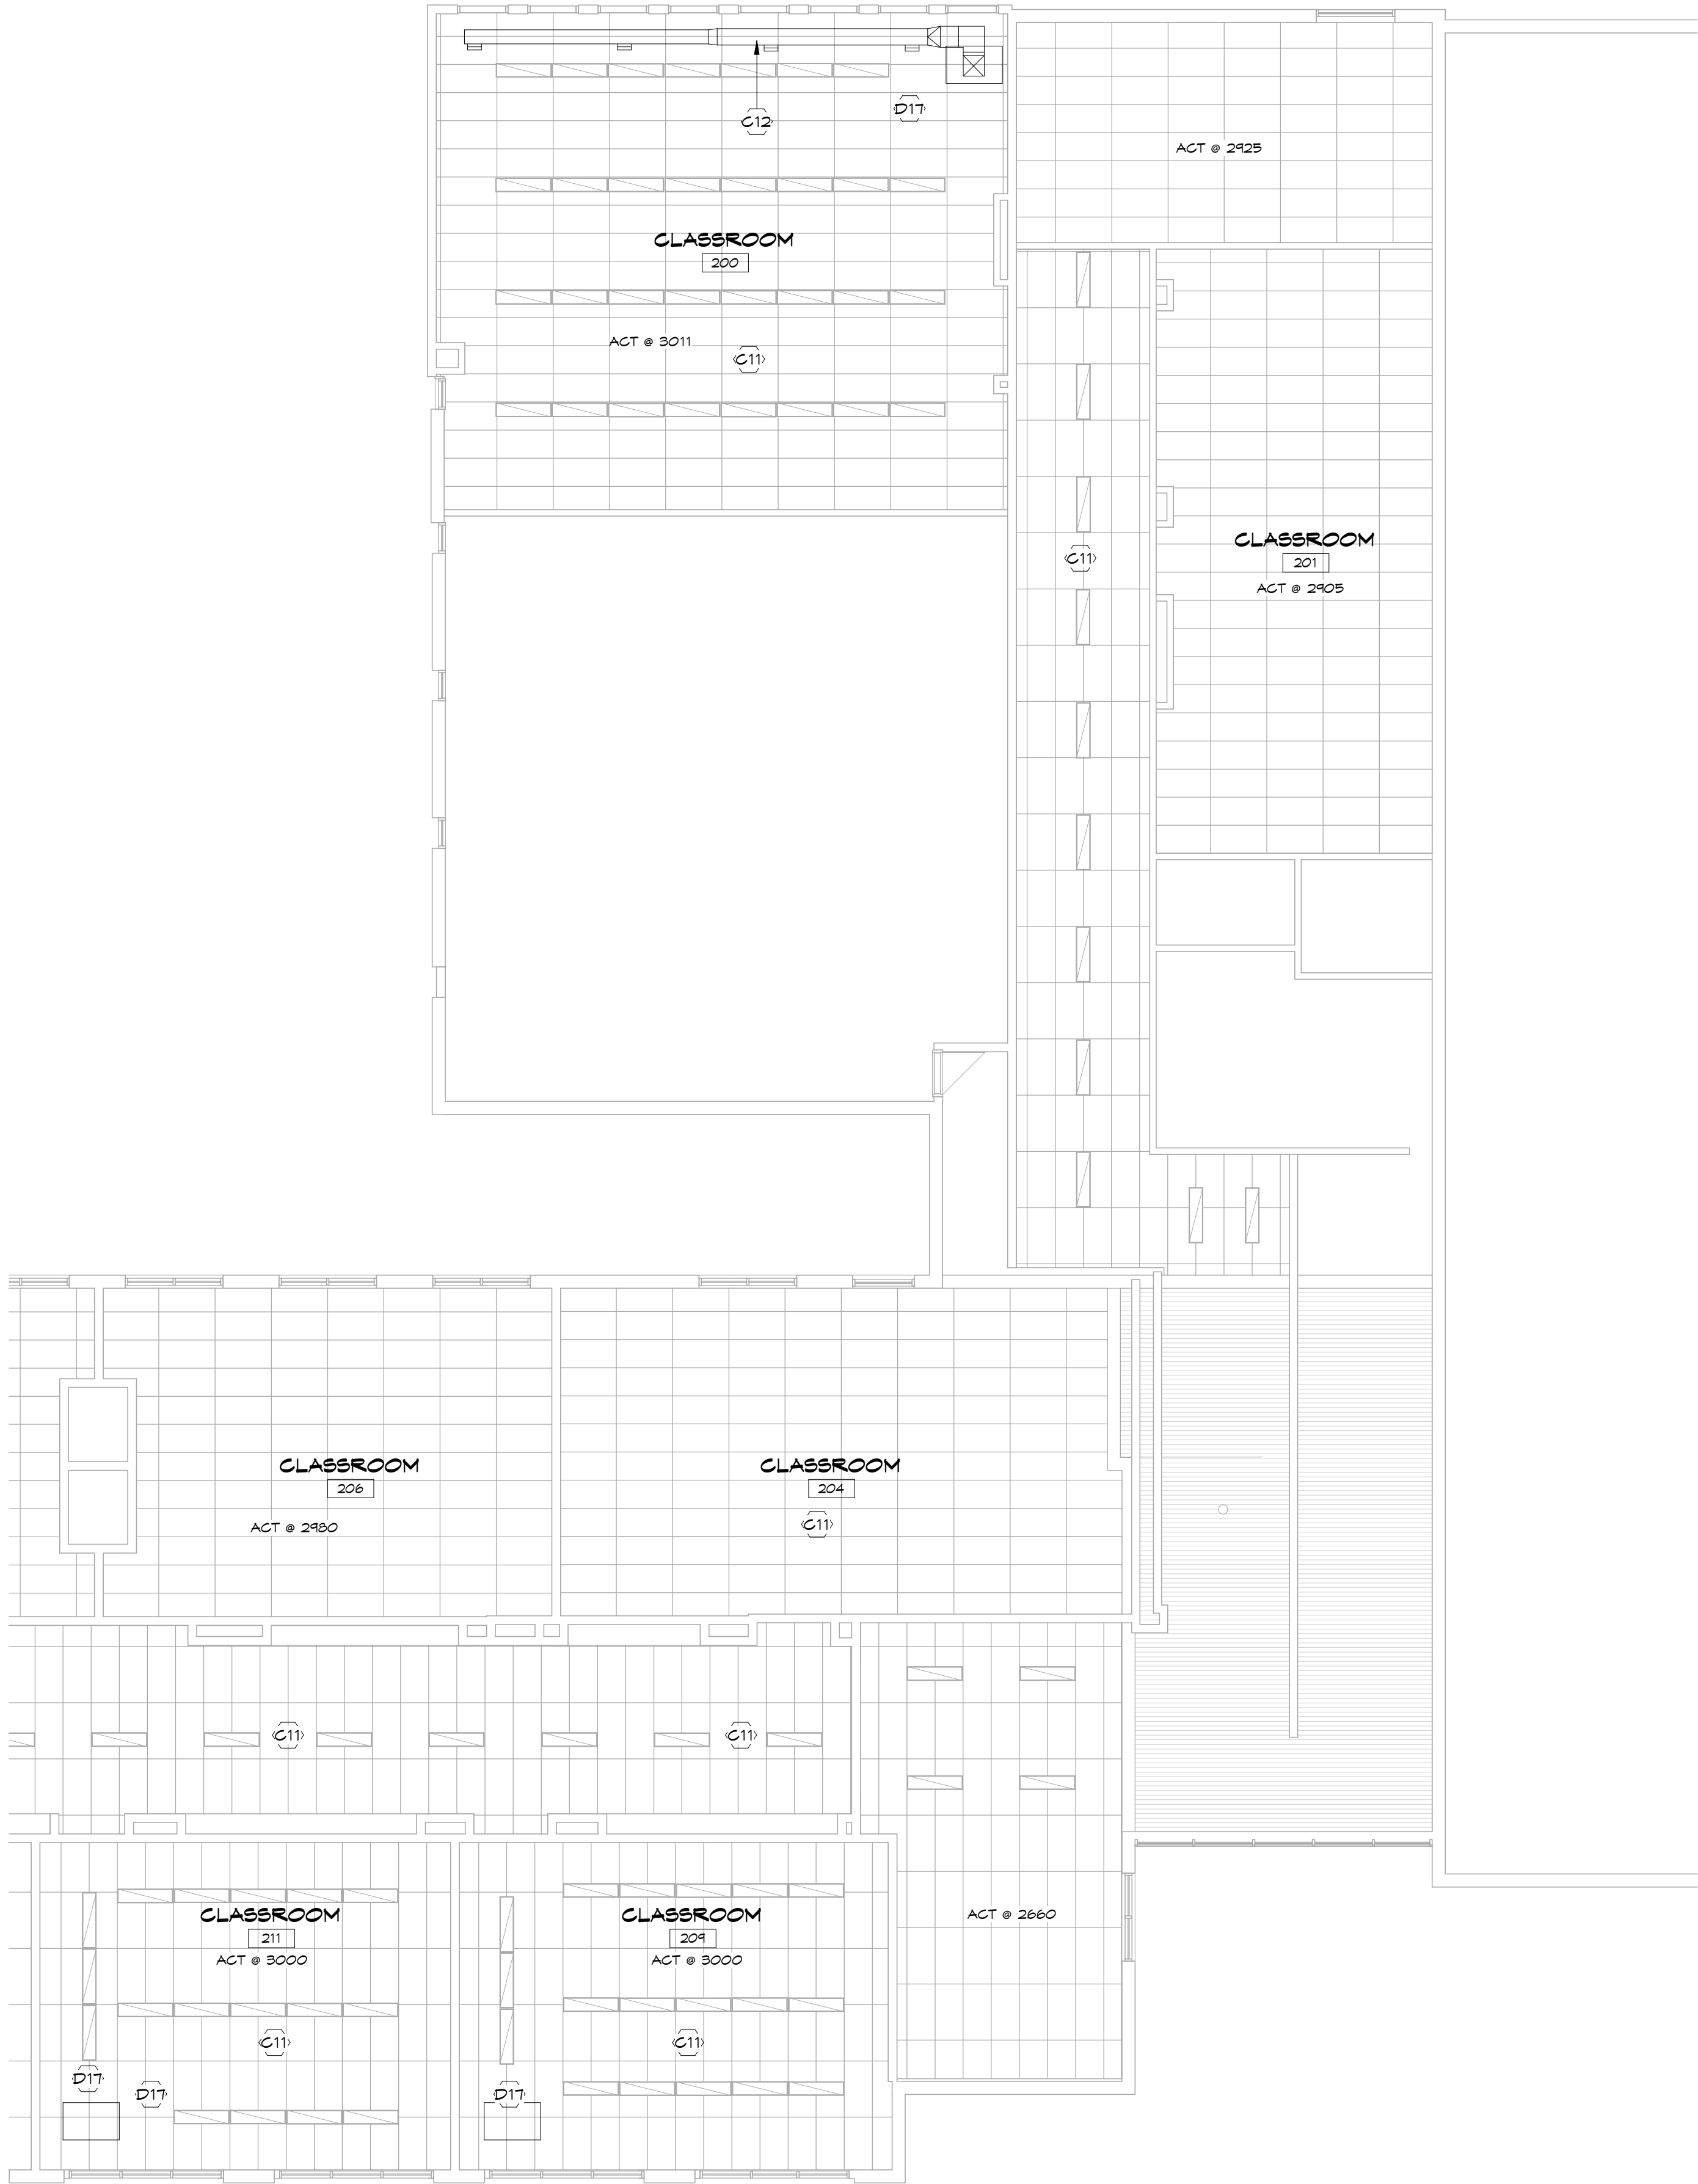 D17
C12
ACT @ 2925
CLASSROOM
200
ACT @ 3011
C11
CLASSROOM
201
ACT @ 2905
C11
CLASSROOM
206
ACT @ 2980
CLASSROOM
204
C11
C11
C11
CLASSROOM
211
ACT @ 3000
CLASSROOM
209
ACT @ 3000
ACT @ 2660
C11
C11
D17
D17
D17